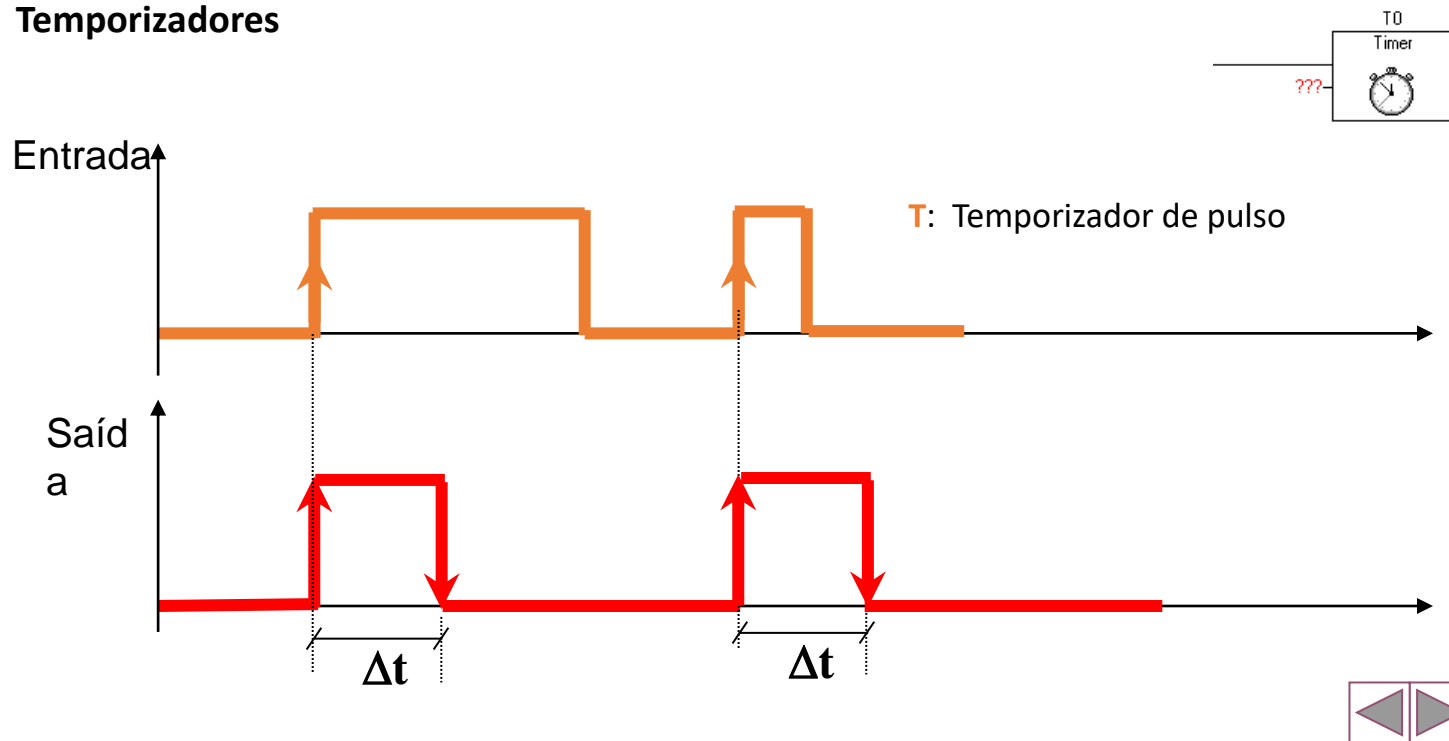 Temporizadores
T0
Timer
???
Entrada
T: Temporizador de pulso
Saíd
a
Δt
Δt